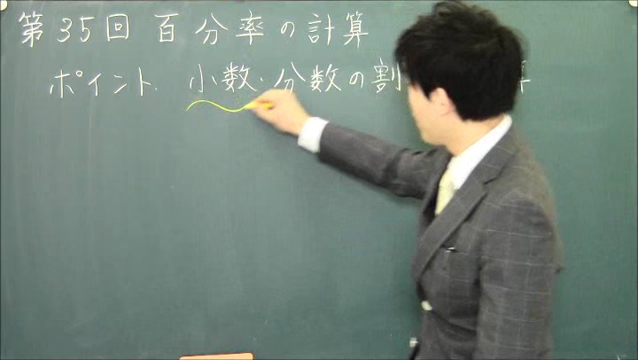 第35回 百分率の計算
ポイント. 小数・分数の割 算